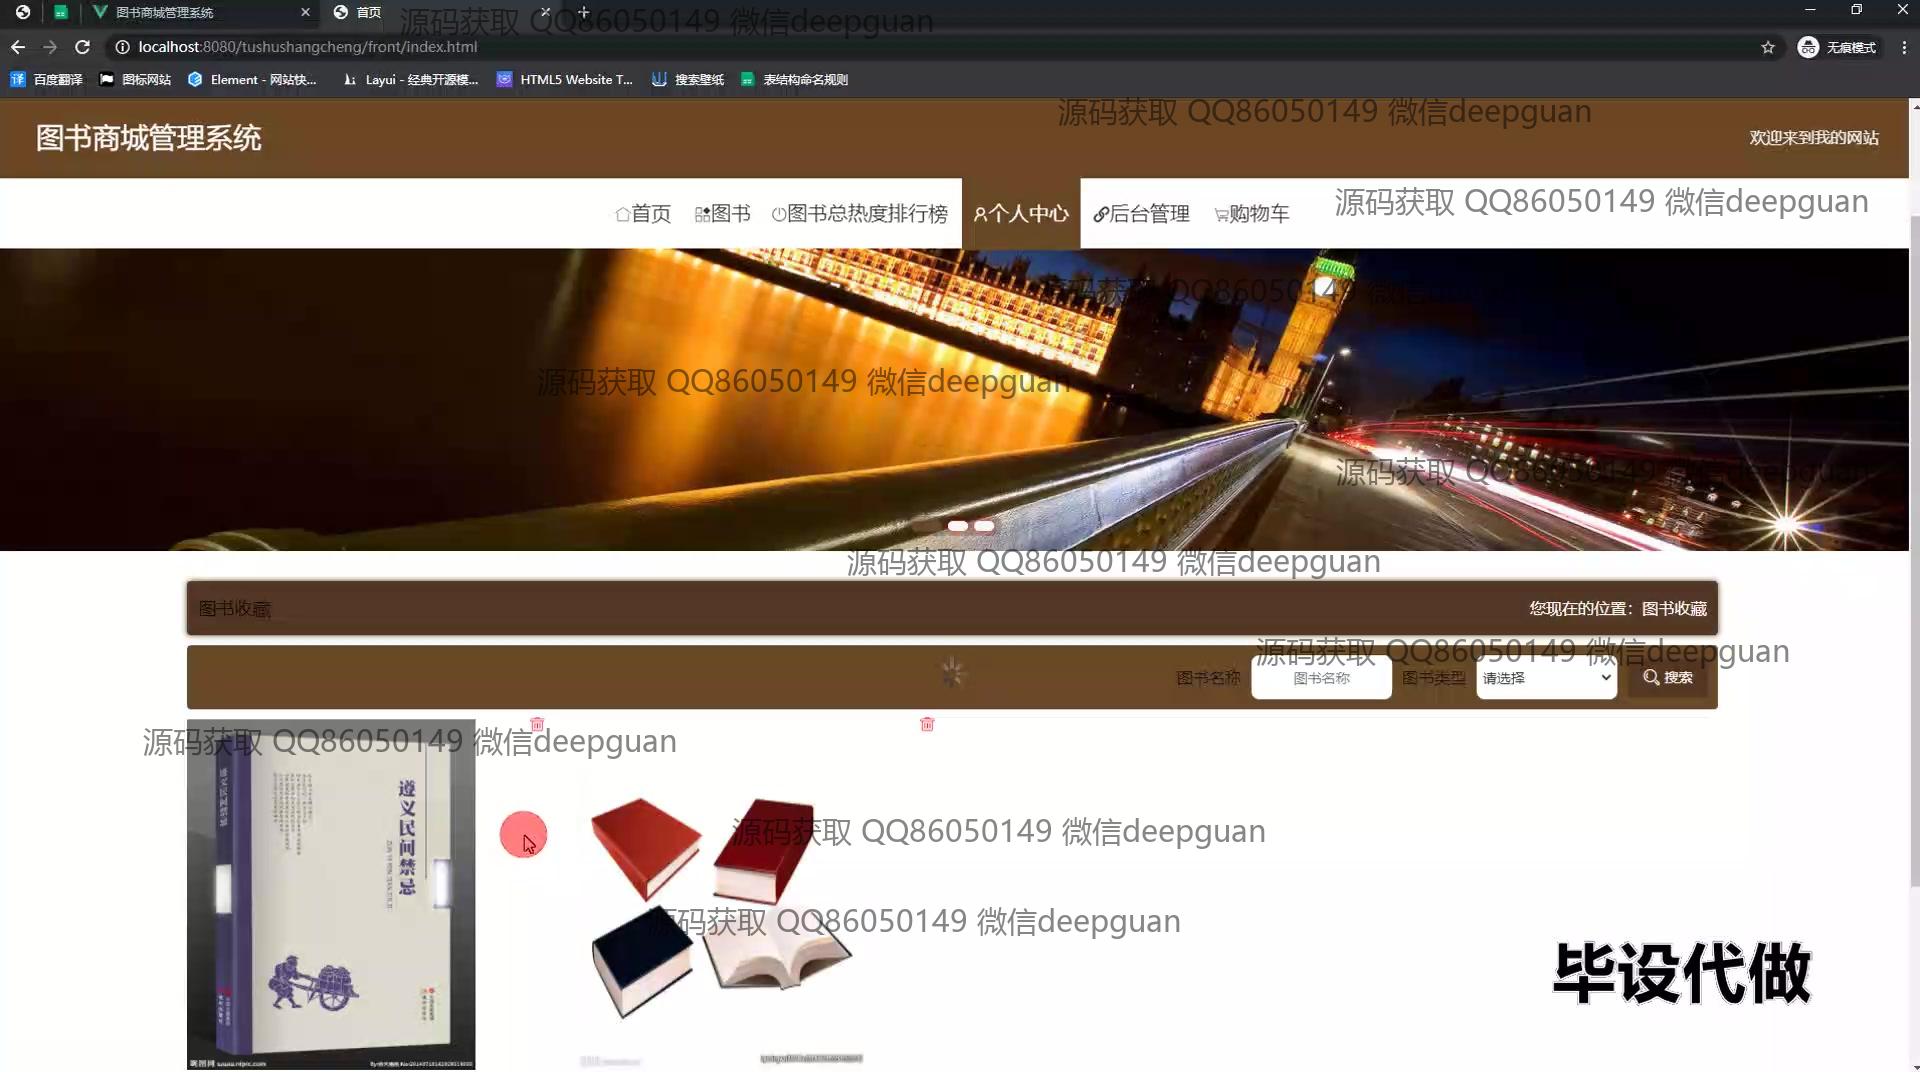 图书商城管理系统
首页
源码获取 QQ86050149 微信deepguan
localhost:8080/tushushangcheng/front/index.html
无痕模式
百度翻译
图标网站
Element - 网站快...
Layui - 经典开源模...
HTML5 Website T...
搜索壁纸
表结构命名规则
源码获取 QQ86050149 微信deepguan
图书商城管理系统
欢迎来到我的网站
首页
图书
图书总热度排行榜
个人中心
后台管理
购物车
源码获取 QQ86050149 微信deepguan
源码获取 QQ86050149 微信
源码获取 QQ86050149 微信deepguan
源码获取 QQ86050149 微信deepguan
源码获取 QQ86050149 微信deepguan
图书收藏
您现在的位置：图书收藏
源码获取 QQ86050149 微信deepguan
图书名称
图书名称
图书类型
请选择
搜索
源码获取 QQ86050149 微信deepguan
遵义民间禁忌
源码获取 QQ86050149 微信deepguan
源码获取 QQ86050149 微信deepguan
毕设代做
昵图网 www.nipic.com